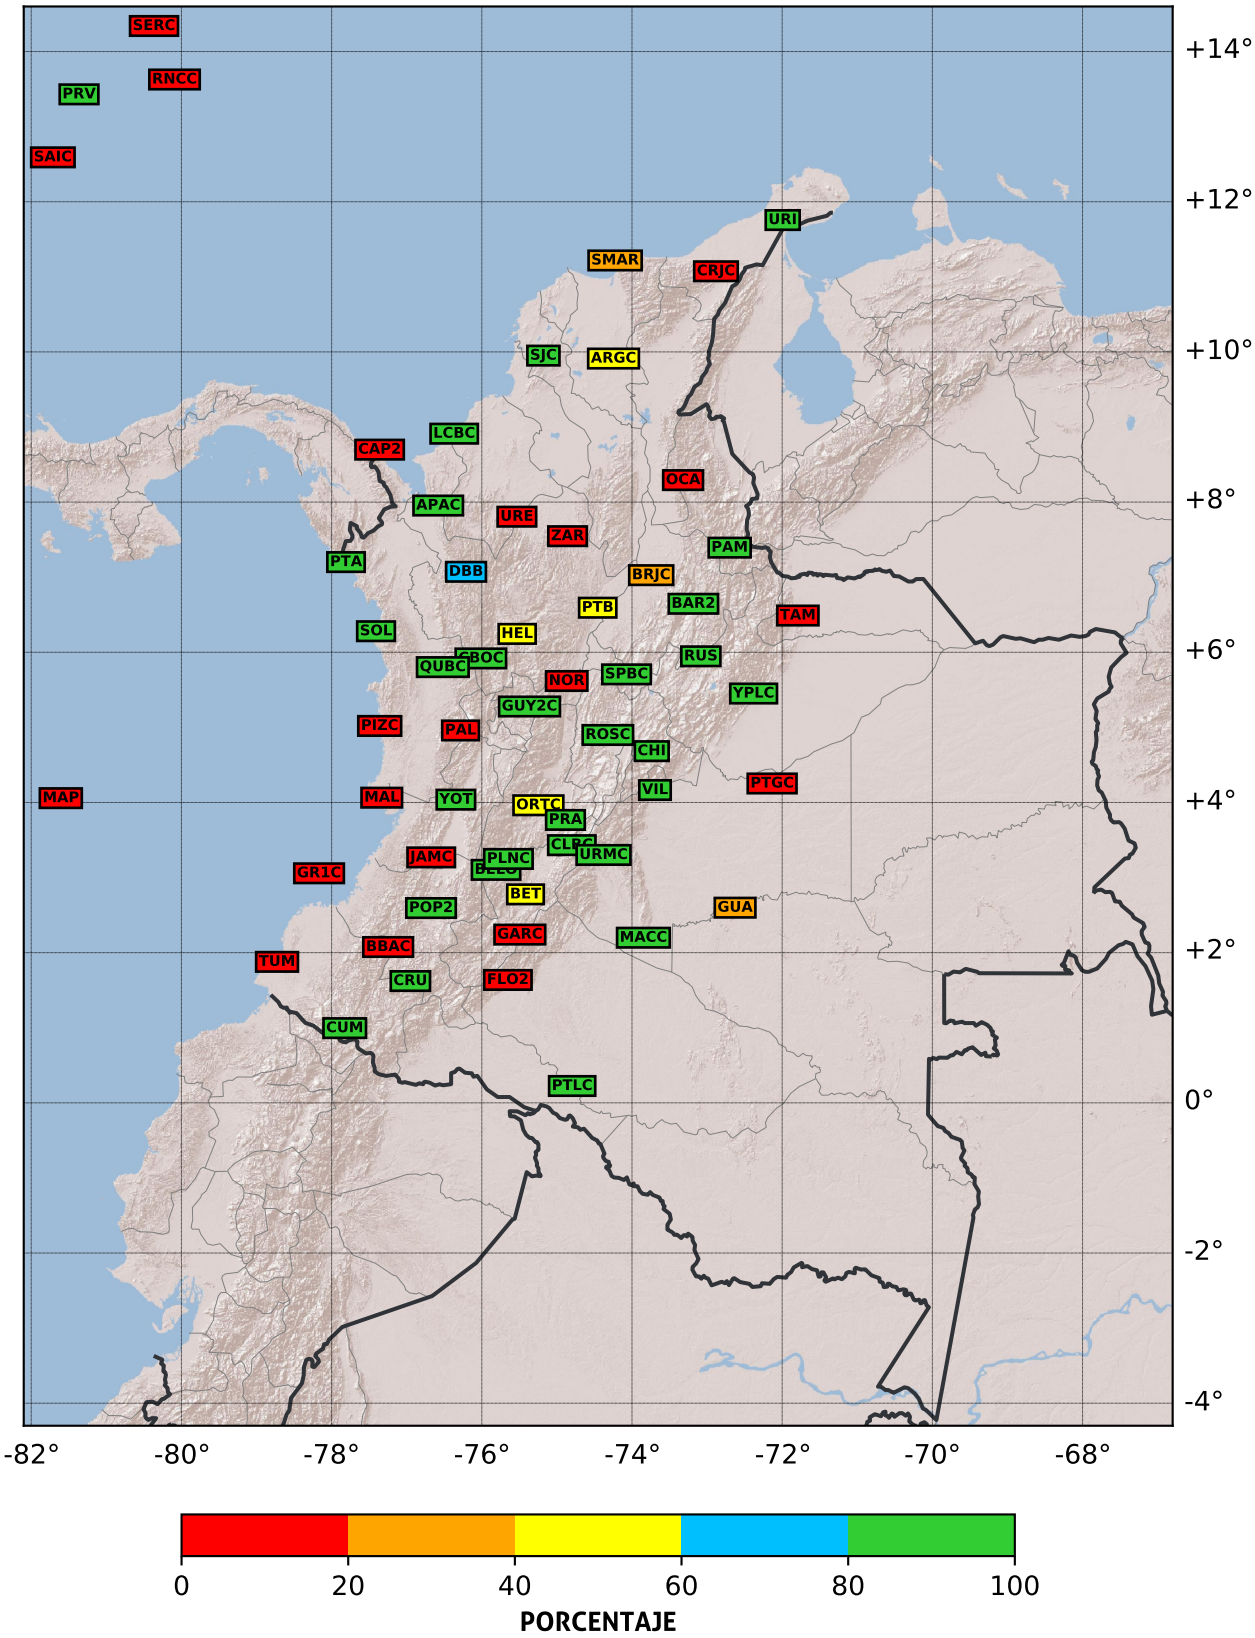 SERC
+14°
RNCC
PRV
SAIC
+12°
URI
SMAR
CRJC
SJC
ARGC
+10°
LCBC
CAP2
OCA
APAC
+8°
URE
ZAR
PAM
PTA
DBB
BRJC
PTB
BAR2
TAM
SOL
HEL
+6°
QUBC
RUS
SPBC
NOR
YPLC
GUY2C
PIZC
PAL
ROSC
CHI
PTGC
VIL
MAP
MAL
YOT
+4°
ORTC
PRA
JAMC
PLNC
URMC
GR1C
BET
POP2
GUA
GARC
MACC
BBAC
+2°
TUM
CRU
FLO2
CUM
PTLC
0°
-2°
-4°
-82° -80° -78° -76° -74° -72° -70° -68°
0 20 40 60 80 100
PORCENTAJE